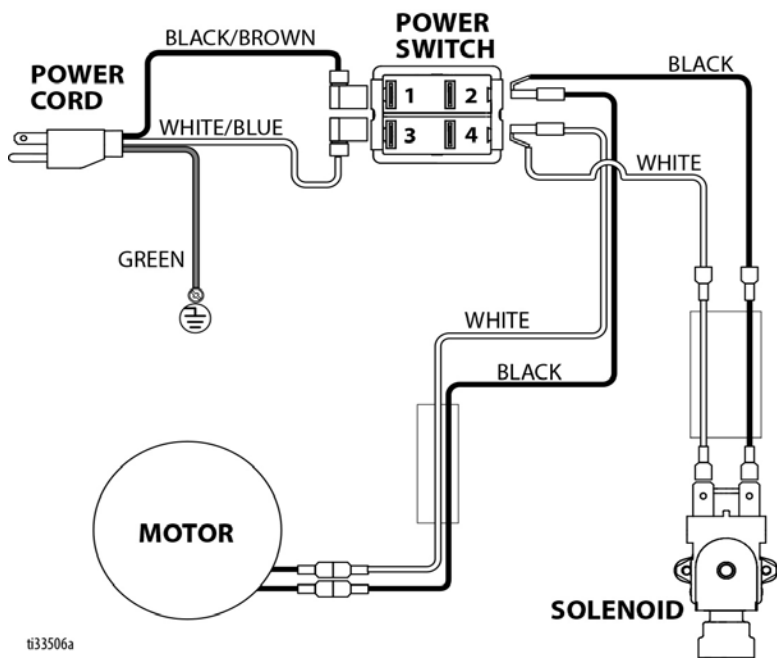 POWER
SWITCH
BLACK/BROWN
BLACK
POWER
CORD
1
2
WHITE/BLUE
3
4
WHITE
GREEN
WHITE
BLACK
MOTOR
SOLENOID
ti33506a